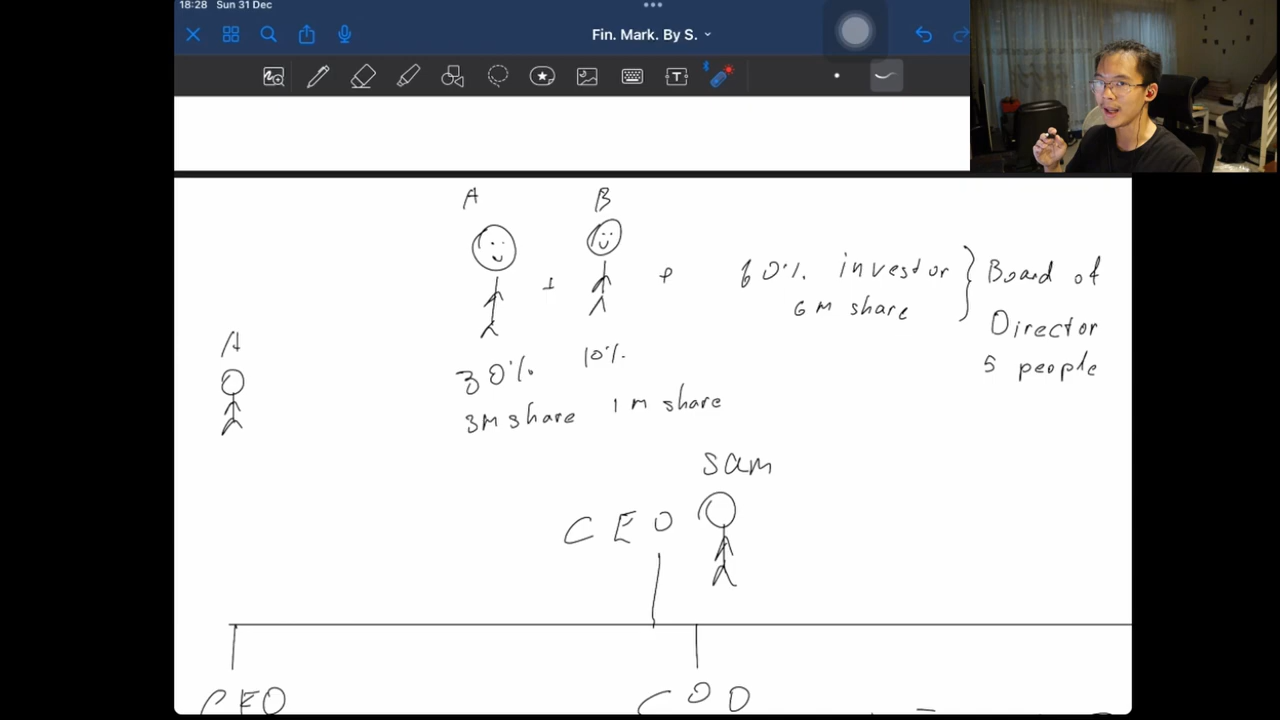 18:28 Sun 31 Dec
Fin. Mark. By S.
T
A
B
60% investor
6M share
Board of
Director
5 people
A
30%
10%
3M share
1M share
Sam
CEO
CEO
COO